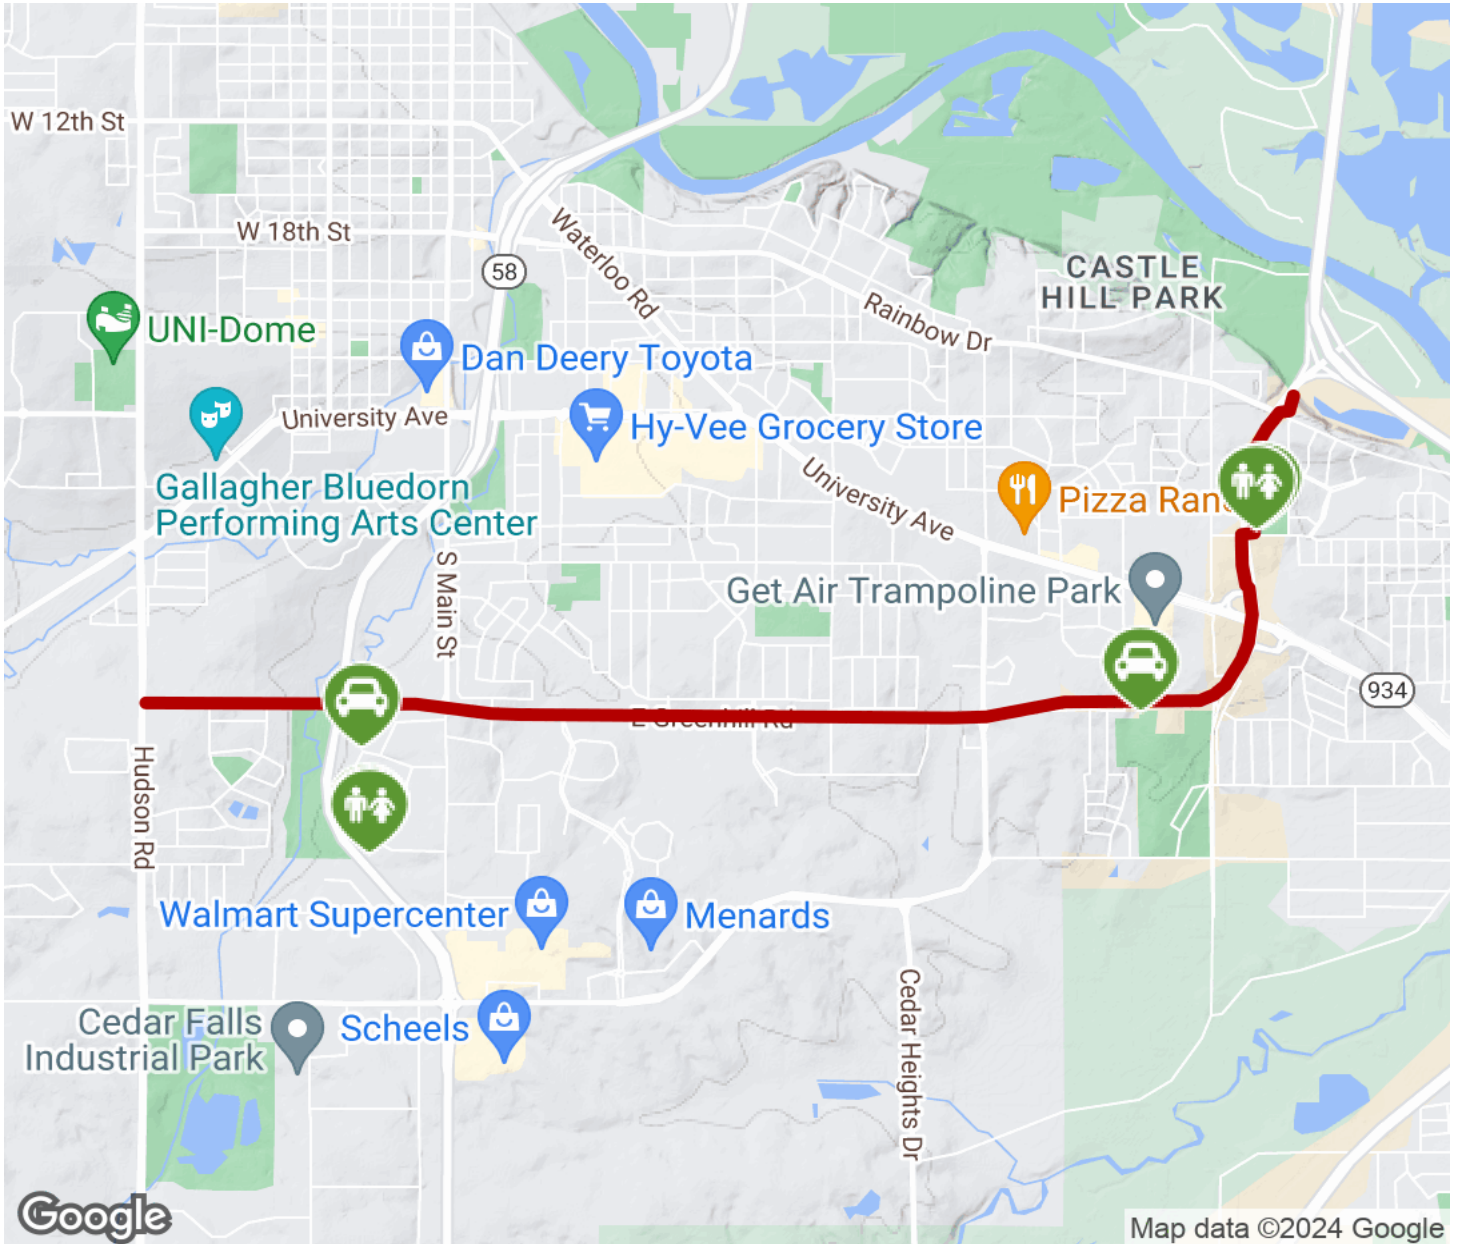 W 12th St
W 18th St
58
Waterloo Rd
CASTLE
HILL PARK
Rainbow Dr
UNI-Dome
Dan Deery Toyota
University Ave
Hy-Vee Grocery Store
Gallagher Bluedorn
Performing Arts Center
University Ave
Pizza Ran
S Main St
Get Air Trampoline Park
934
E Greenhill Rd
Hudson Rd
Walmart Supercenter
Menards
Cedar Heights Dr
Cedar Falls
Industrial Park
Scheels
Google
Map data ©2024 Google